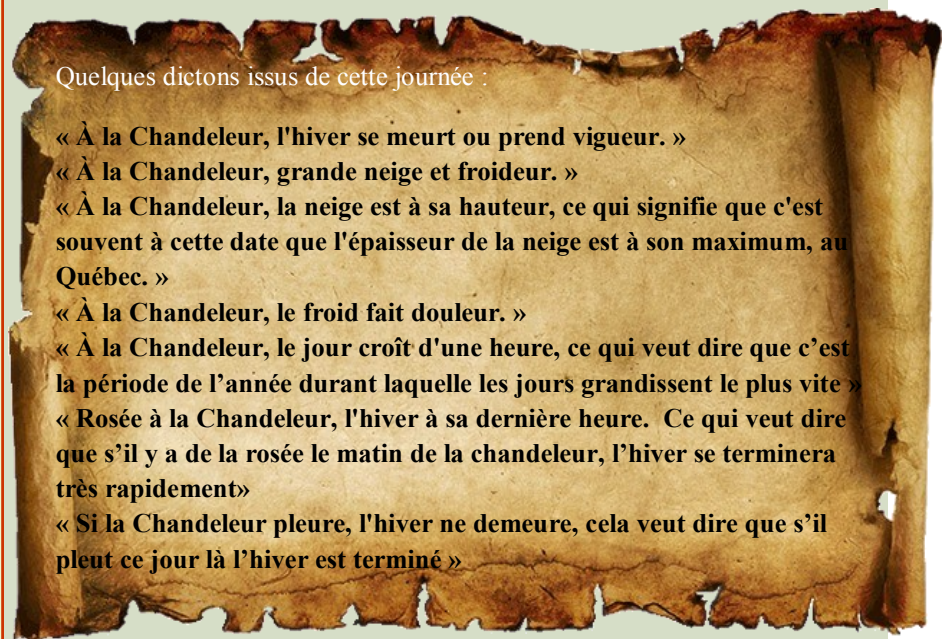 Quelques dictons issus de cette journée :
« À la Chandeleur, l'hiver se meurt ou prend vigueur. »
« À la Chandeleur, grande neige et froideur. »
« À la Chandeleur, la neige est à sa hauteur, ce qui signifie que c'est
souvent à cette date que l'épaisseur de la neige est à son maximum, au
Québec. »
« À la Chandeleur, le froid fait douleur. »
« À la Chandeleur, le jour croît d'une heure, ce qui veut dire que c’est
la période de l’année durant laquelle les jours grandissent le plus vite »
« Rosée à la Chandeleur, l'hiver à sa dernière heure.  Ce qui veut dire
que s’il y a de la rosée le matin de la chandeleur, l’hiver se terminera
très rapidement»
« Si la Chandeleur pleure, l'hiver ne demeure, cela veut dire que s’il
pleut ce jour là l’hiver est terminé »